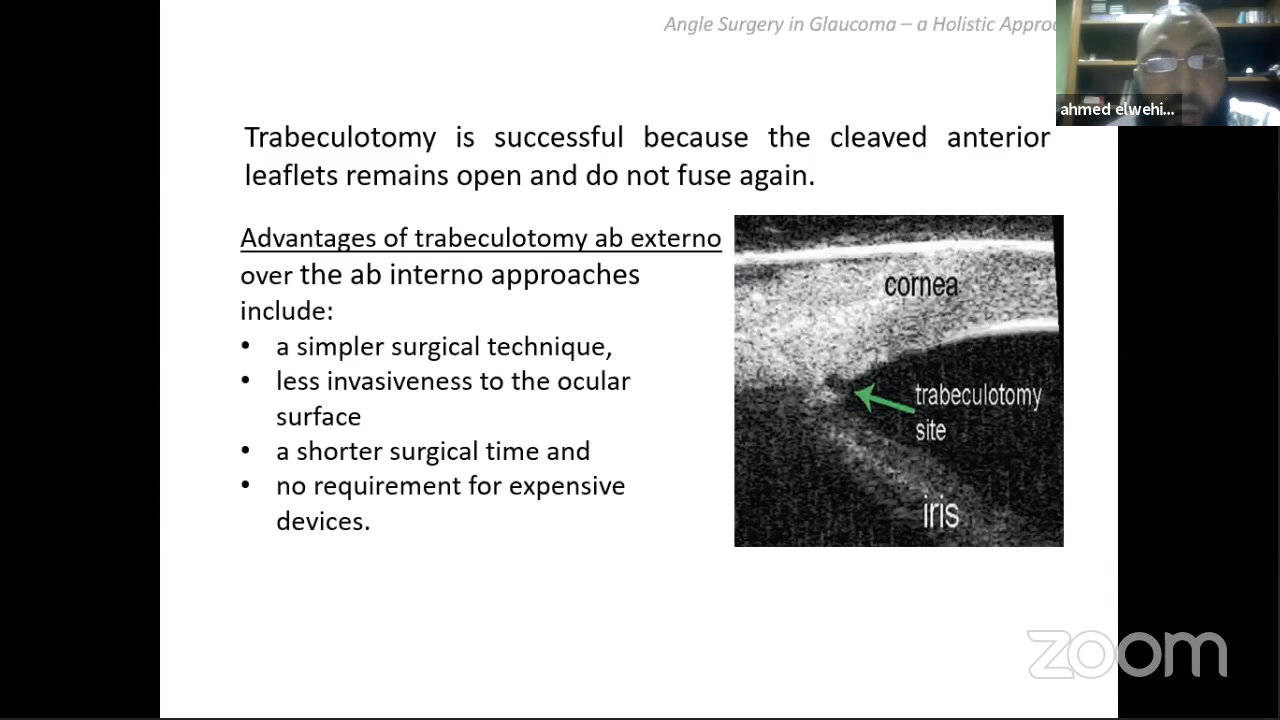 Angle Surgery in Glaucoma – a Holistic
ahmed elwehi...
Trabeculotomy is successful because the cleaved anterior
leaflets remains open and do not fuse again.
Advantages of trabeculotomy ab externo
over the ab interno approaches
include:
• a simpler surgical technique,
• less invasiveness to the ocular
surface
• a shorter surgical time and
• no requirement for expensive
devices.
cornea
trabeculotomy
site
iris
zoom